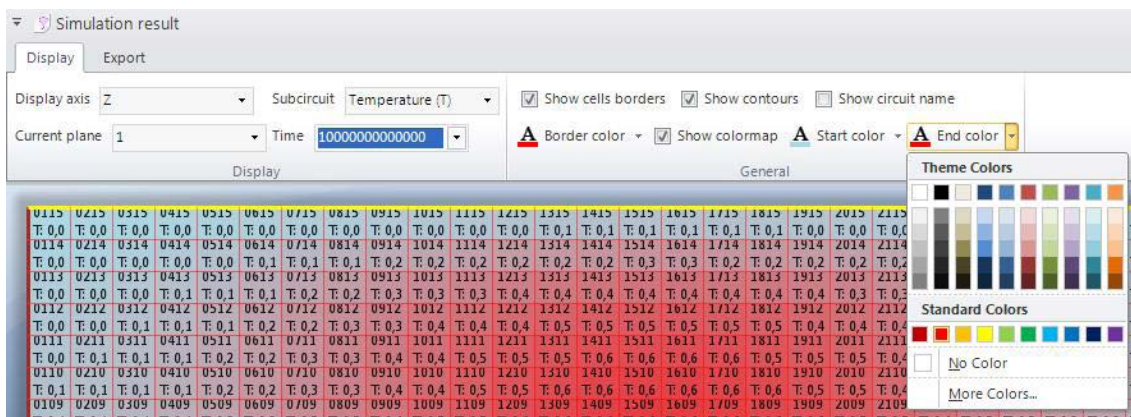 Simulation result
Display Export
Display axis Z Subcircuit Temperature (T) Show cells borders Show contours Show circuit name
Current plane 1 Time 10000000000000 A Border color Show colormap A Start color A End color
Display General
Theme Colors
Standard Colors
No Color
More Colors...
0115 0215 0315 0415 0515 0615 0715 0815 0915 1015 1115 1215 1315 1415 1515 1615 1715 1815 1915 2015 2115
T: 0,0 T: 0,0 T: 0,0 T: 0,0 T: 0,0 T: 0,0 T: 0,0 T: 0,0 T: 0,0 T: 0,0 T: 0,0 T: 0,0 T: 0,1 T: 0,1 T: 0,1 T: 0,1 T: 0,1 T: 0,1 T: 0,0 T: 0,0 T: 0,0
0114 0214 0314 0414 0514 0614 0714 0814 0914 1014 1114 1214 1314 1414 1514 1614 1714 1814 1914 2014 2114
T: 0,0 T: 0,0 T: 0,0 T: 0,0 T: 0,1 T: 0,1 T: 0,1 T: 0,1 T: 0,2 T: 0,2 T: 0,2 T: 0,2 T: 0,2 T: 0,2 T: 0,3 T: 0,3 T: 0,2 T: 0,2 T: 0,2 T: 0,2 T: 0,2
0113 0213 0313 0413 0513 0613 0713 0813 0913 1013 1113 1213 1313 1413 1513 1613 1713 1813 1913 2013 2113
T: 0,0 T: 0,0 T: 0,0 T: 0,1 T: 0,1 T: 0,1 T: 0,2 T: 0,2 T: 0,3 T: 0,3 T: 0,3 T: 0,4 T: 0,4 T: 0,4 T: 0,4 T: 0,4 T: 0,4 T: 0,4 T: 0,4 T: 0,3 T: 0,3
0112 0212 0312 0412 0512 0612 0712 0812 0912 1012 1112 1212 1312 1412 1512 1612 1712 1812 1912 2012 2112
T: 0,0 T: 0,0 T: 0,1 T: 0,1 T: 0,1 T: 0,2 T: 0,2 T: 0,3 T: 0,3 T: 0,4 T: 0,4 T: 0,4 T: 0,5 T: 0,5 T: 0,5 T: 0,5 T: 0,5 T: 0,5 T: 0,4 T: 0,4 T: 0,4
0111 0211 0311 0411 0511 0611 0711 0811 0911 1011 1111 1211 1311 1411 1511 1611 1711 1811 1911 2011 2111
T: 0,0 T: 0,1 T: 0,1 T: 0,1 T: 0,2 T: 0,2 T: 0,3 T: 0,3 T: 0,4 T: 0,4 T: 0,5 T: 0,5 T: 0,5 T: 0,6 T: 0,6 T: 0,6 T: 0,6 T: 0,5 T: 0,5 T: 0,5 T: 0,4
0110 0210 0310 0410 0510 0610 0710 0810 0910 1010 1110 1210 1310 1410 1510 1610 1710 1810 1910 2010 2110
T: 0,1 T: 0,1 T: 0,1 T: 0,1 T: 0,2 T: 0,2 T: 0,3 T: 0,3 T: 0,4 T: 0,4 T: 0,5 T: 0,5 T: 0,6 T: 0,6 T: 0,6 T: 0,6 T: 0,6 T: 0,6 T: 0,5 T: 0,5 T: 0,4
0109 0209 0309 0409 0509 0609 0709 0809 0909 1009 1109 1209 1309 1409 1509 1609 1709 1809 1909 2009 2109